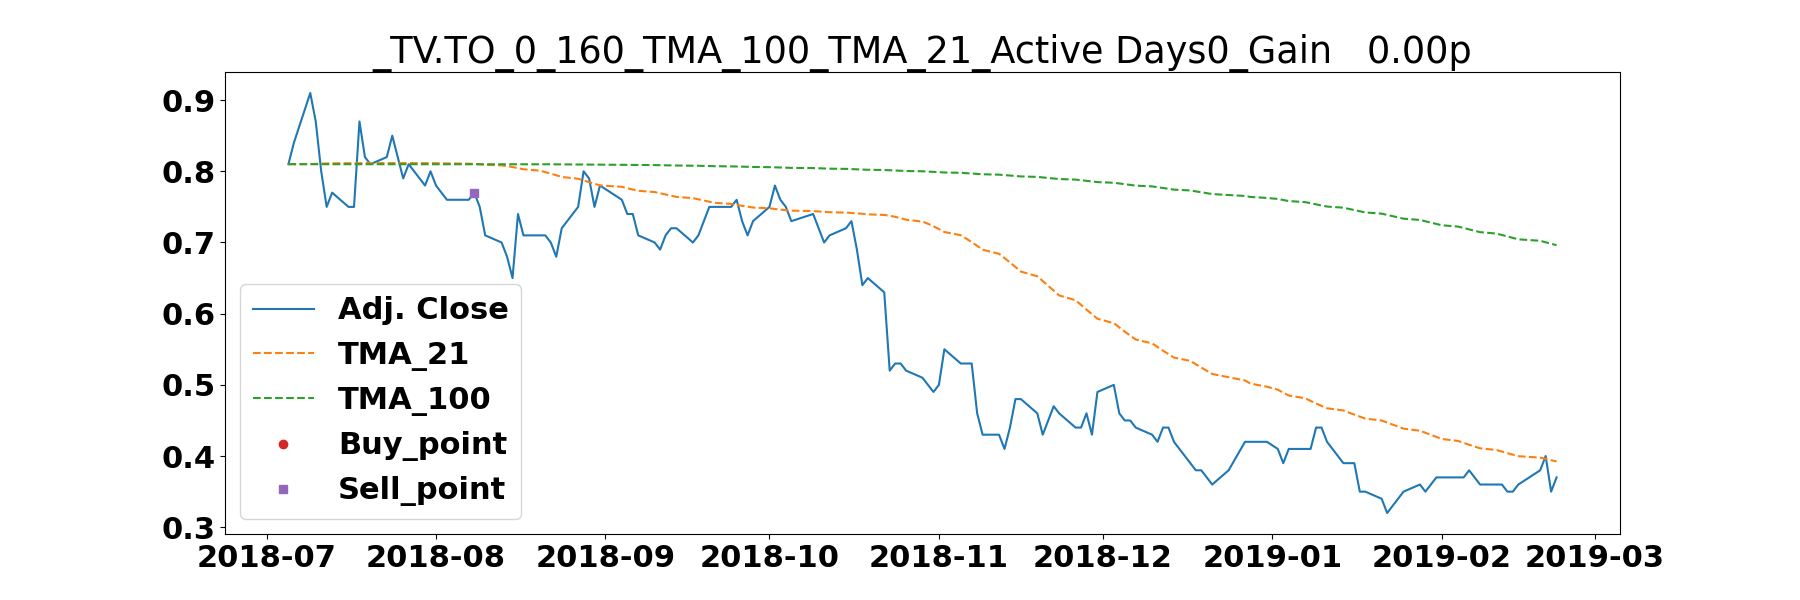 _TV.TO_0_160_TMA_100_TMA_21_Active Days0_Gain   0.00p
0.9
0.8
0.7
0.6
0.5
0.4
0.3
Adj. Close
TMA_21
TMA_100
Buy_point
Sell_point
2018-07 2018-08 2018-09 2018-10 2018-11 2018-12 2019-01 2019-02 2019-03